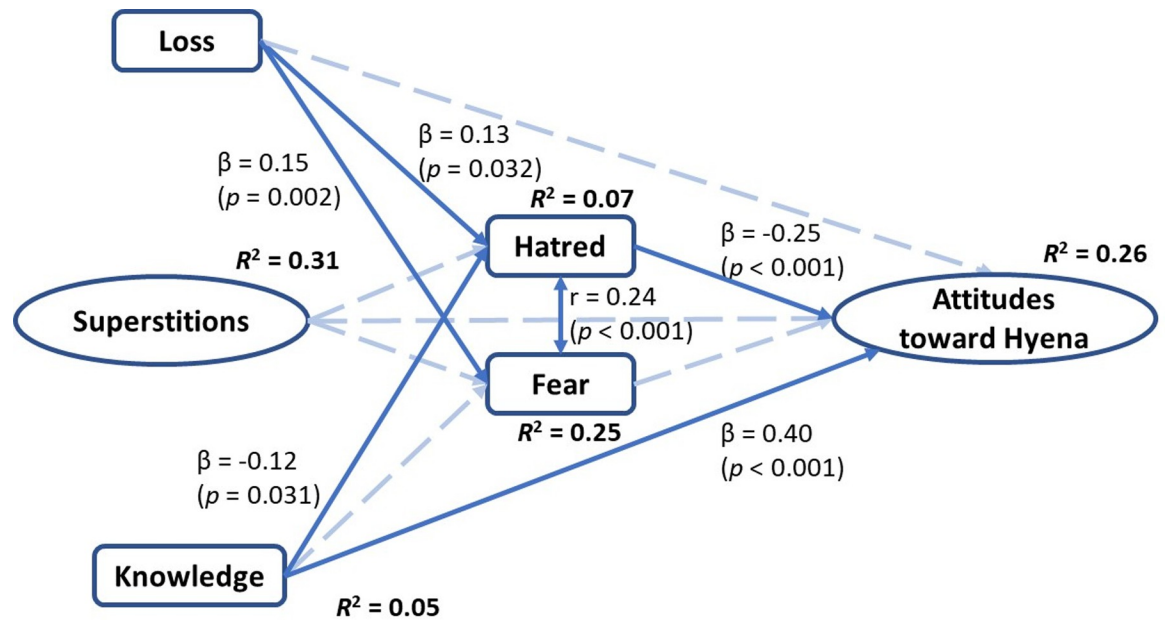 Loss
β = 0.13
(p = 0.032)
β = 0.15
(p = 0.002)
R² = 0.07
Hatred
β = -0.25
(p < 0.001)
R² = 0.31
R² = 0.26
Superstitions
r = 0.24
(p < 0.001)
Attitudes
toward Hyena
Fear
R² = 0.25
β = 0.40
(p < 0.001)
β = -0.12
(p = 0.031)
Knowledge
R² = 0.05